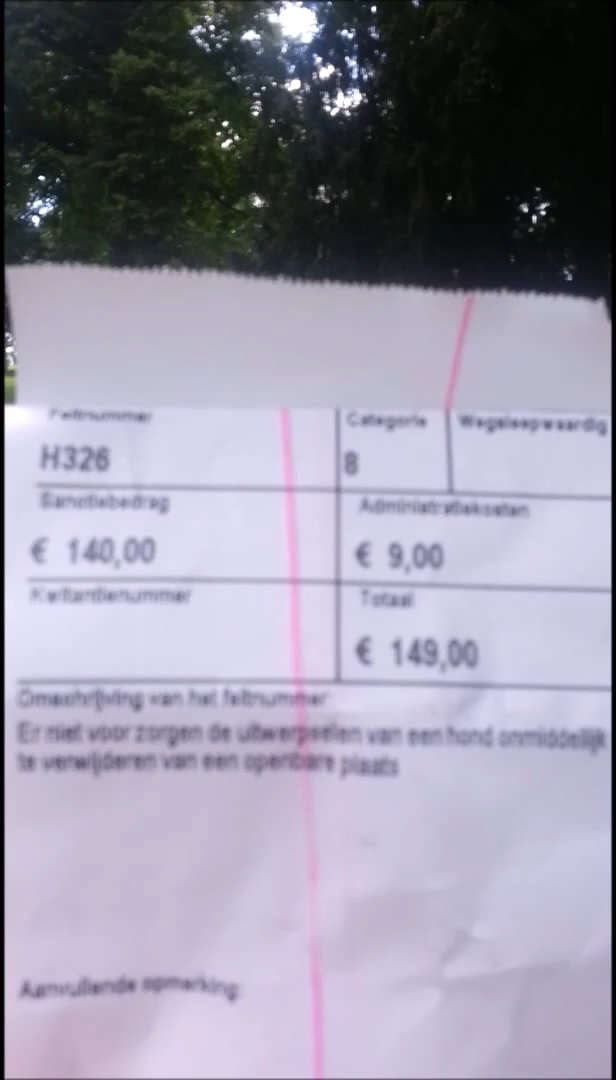 Feitnummer Categorie Wegsleepwaardig
H326 8
Sanctiebedrag Administratiekosten
€ 140,00 € 9,00
Kwitantienummer Totaal
€ 149,00
Omschrijving van het feitnummer:
Er niet voor zorgen de uitwerpselen van een hond onmiddellijk
te verwijderen van een openbare plaats
Aanvullende opmerking: